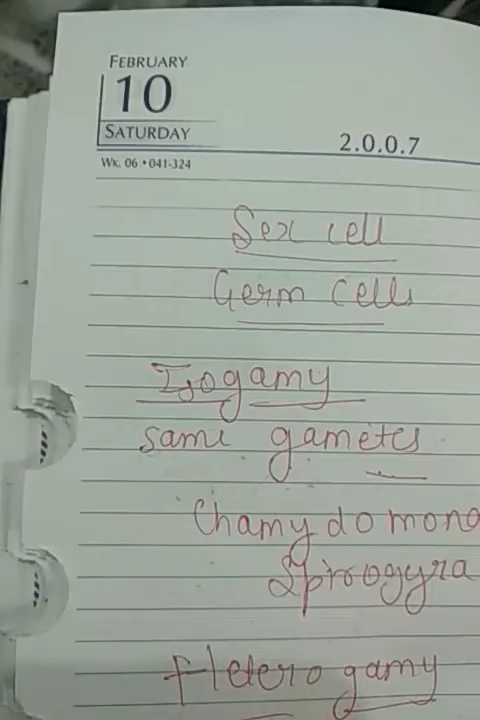 FEBRUARY
10
SATURDAY
2.0.0.7
WK. 06 • 041-324
Sex cell
Germ cells
Isogamy
same gametes
Chamydomona
Spirogyra
Heterogamy